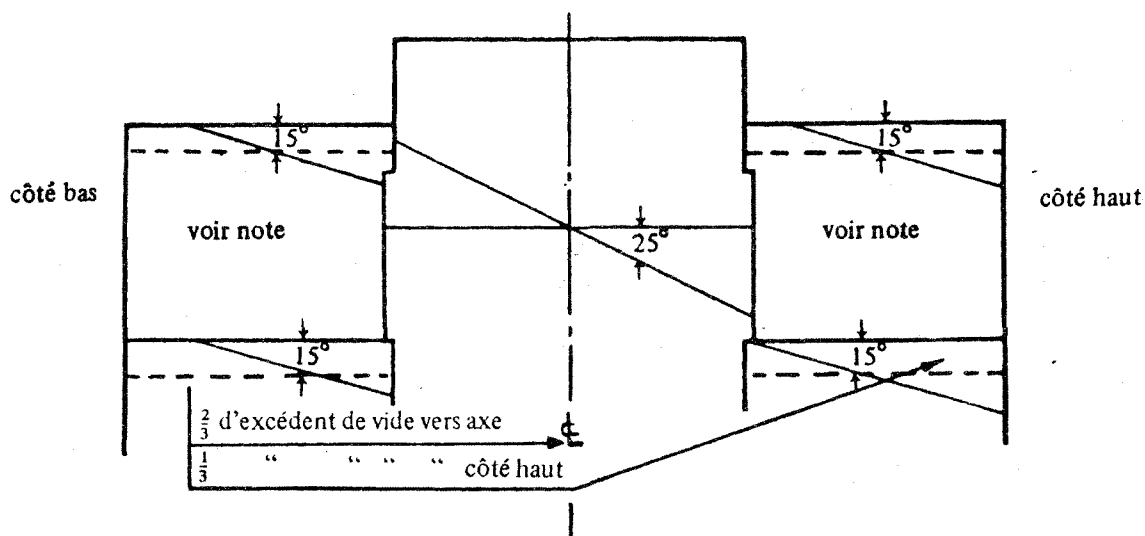 15°
15°
côté bas
côté haut
voir note
voir note
25°
15°
15°
⅔ d'excédent de vide vers axe
℄
⅓ " " " " côté haut